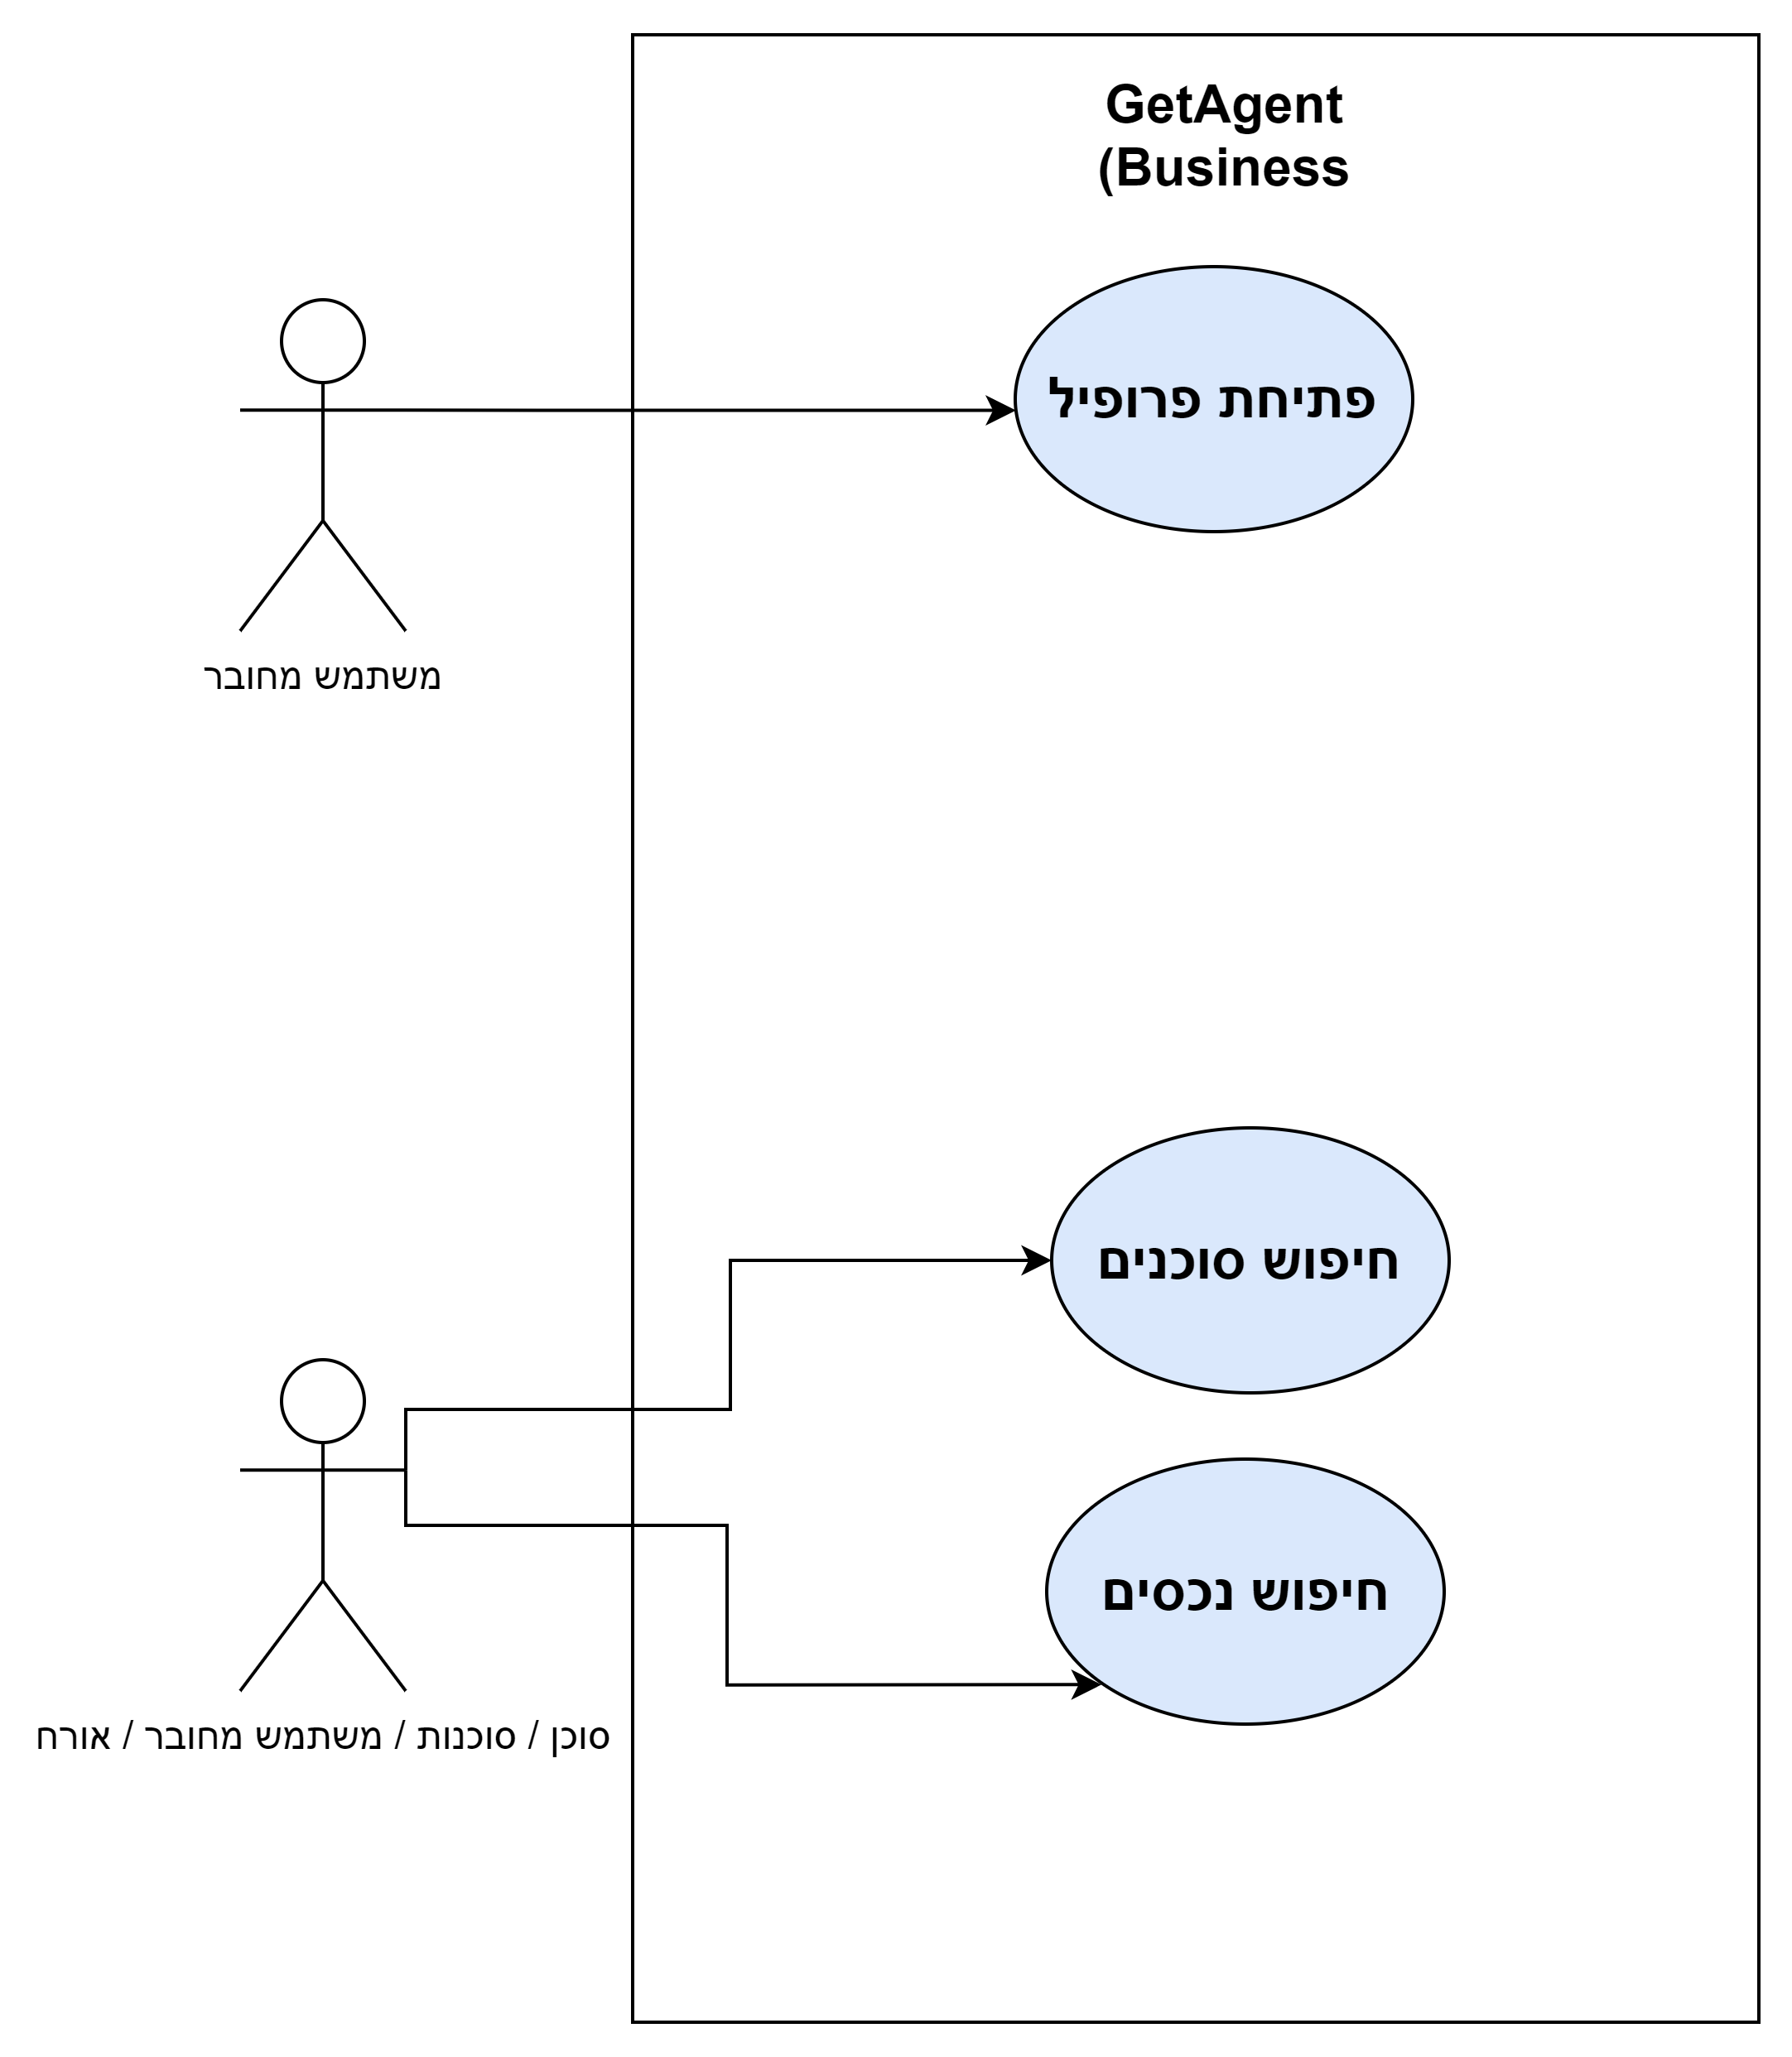 GetAgent
(Business
פתיחת פרופיל
משתמש מחובר
חיפוש סוכנים
חיפוש נכסים
סוכן / סוכנות / משתמש מחובר / אורח